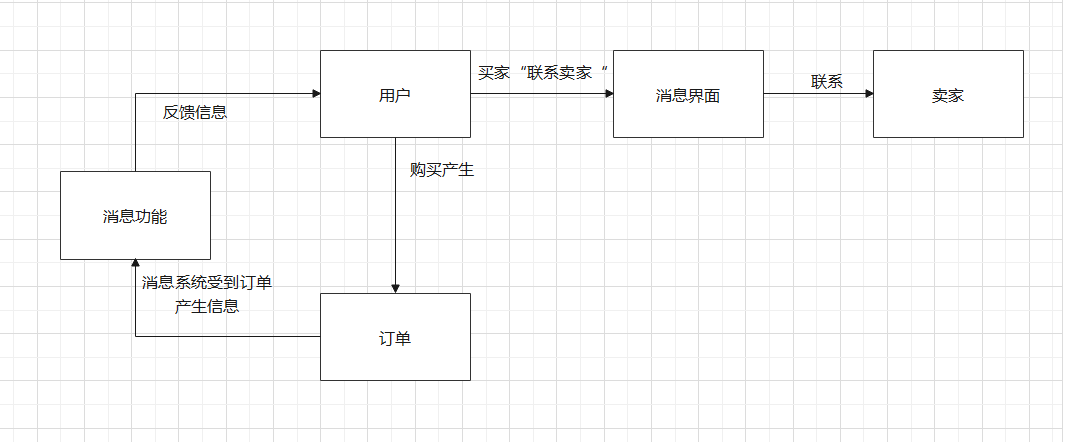 买家“联系卖家“
用户
消息界面
联系
卖家
反馈信息
购买产生
消息功能
消息系统受到订单
产生信息
订单